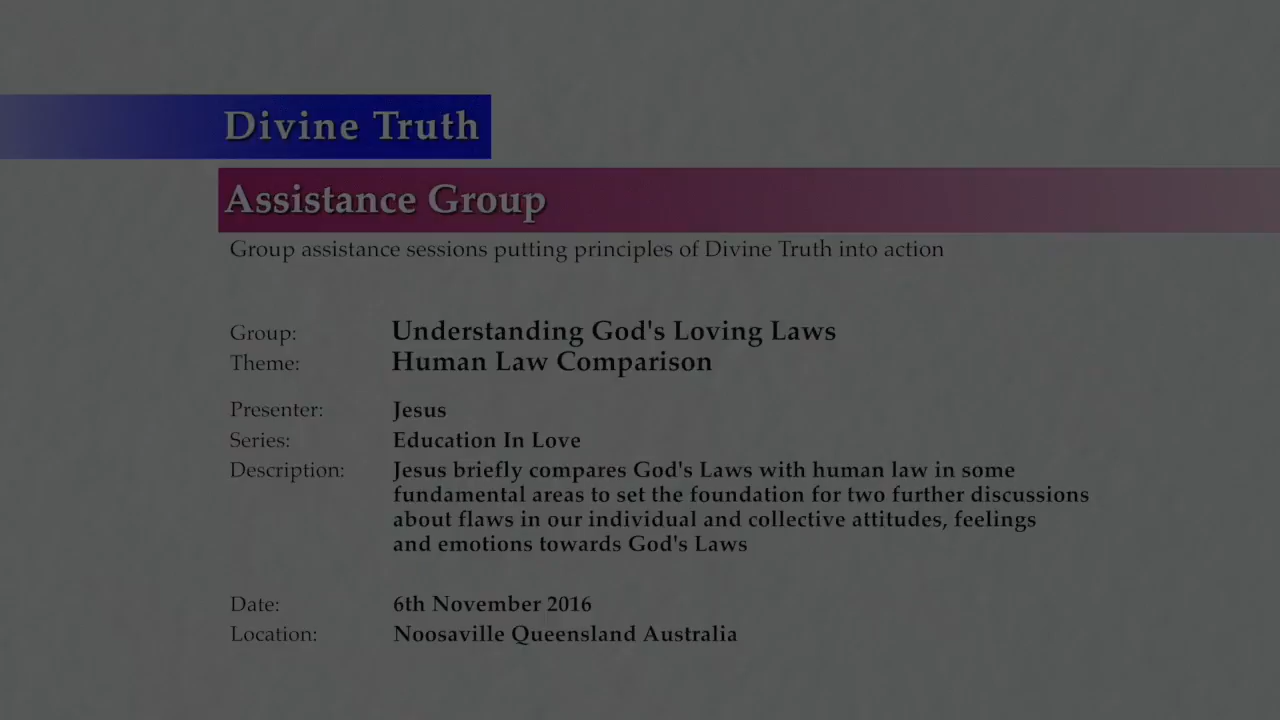 Divine Truth
Assistance Group
Group assistance sessions putting principles of Divine Truth into action
Group: Understanding God's Loving Laws
Theme: Human Law Comparison
Presenter: Jesus
Series: Education In Love
Description: Jesus briefly compares God's Laws with human law in some
fundamental areas to set the foundation for two further discussions
about flaws in our individual and collective attitudes, feelings
and emotions towards God's Laws
Date: 6th November 2016
Location: Noosaville Queensland Australia